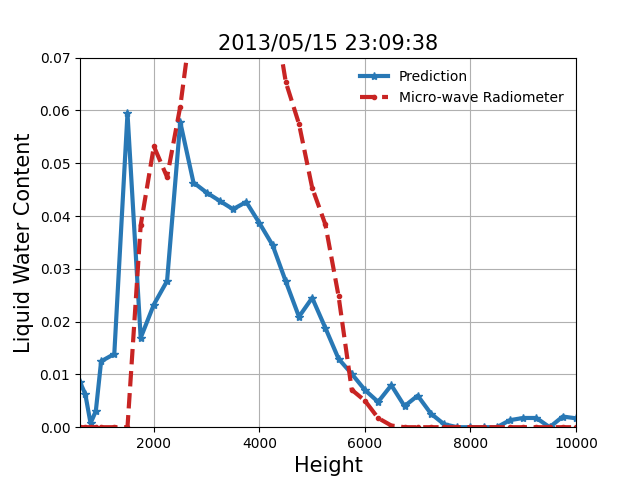 2013/05/15 23:09:38
Prediction
Micro-wave Radiometer
Liquid Water Content
0.07
0.06
0.05
0.04
0.03
0.02
0.01
0.00
2000 4000 6000 8000 10000
Height